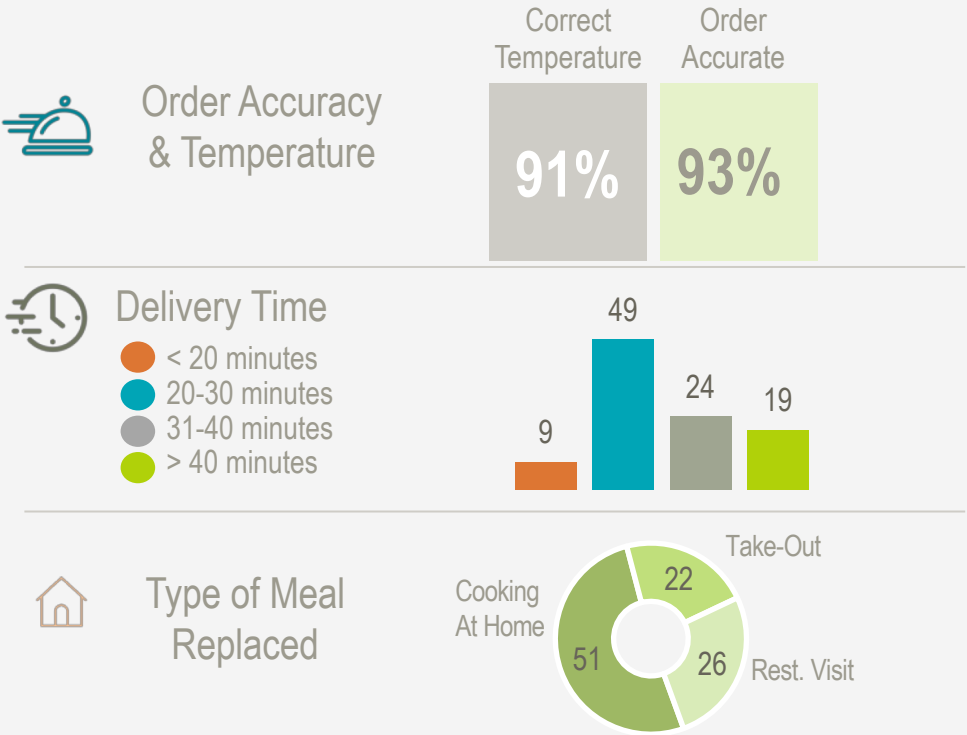 Correct
Temperature
Order
Accurate
Order Accuracy
& Temperature
91%
93%
Delivery Time
< 20 minutes
20-30 minutes
31-40 minutes
> 40 minutes
9
49
24
19
Type of Meal
Replaced
Cooking
At Home
Take-Out
22
51
26
Rest. Visit